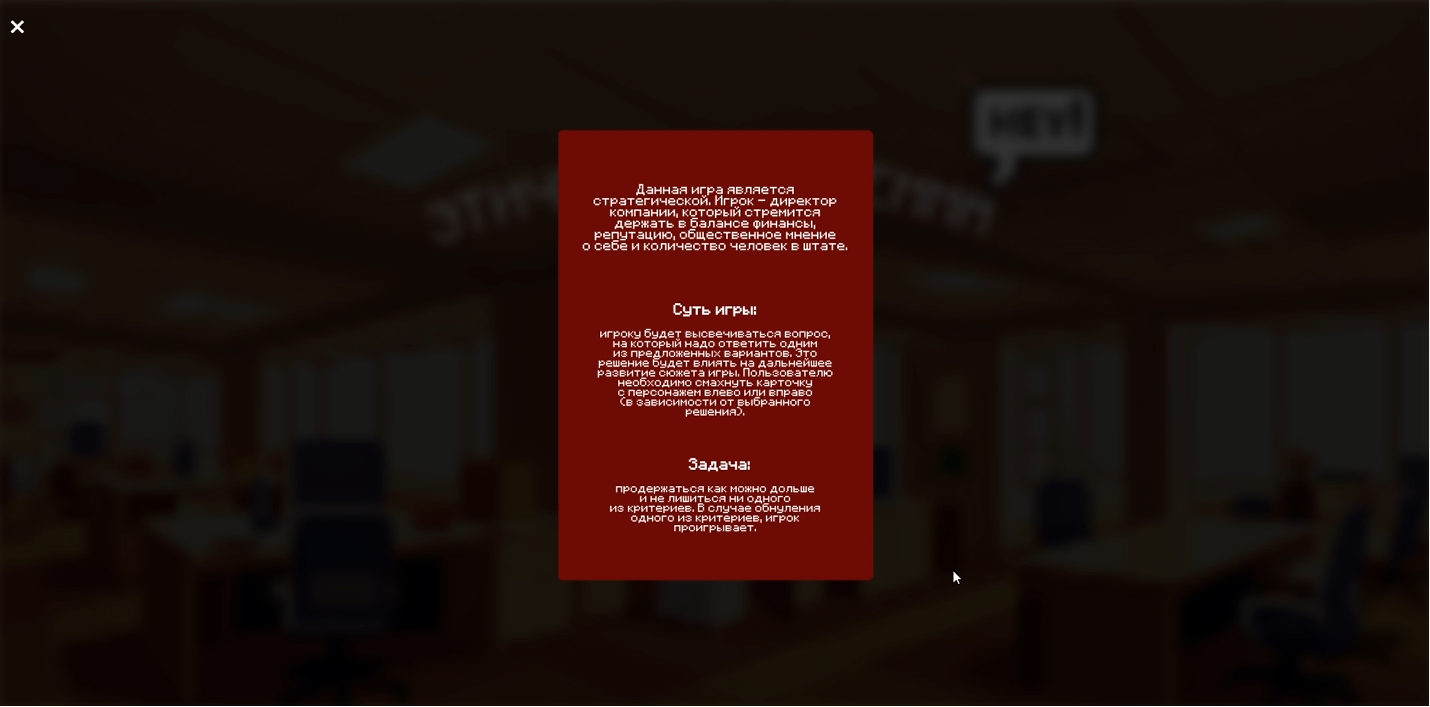 HEY!
Данная игра является
стратегической. Игрок – директор
компании, который стремится
держать в балансе финансы,
репутацию, общественное мнение
о себе и количество человек в штате.
Суть игры:
игроку будет высвечиваться вопрос,
на который надо ответить одним
из предложенных вариантов. Это
решение будет влиять на дальнейшее
развитие сюжета игры. Пользователю
необходимо смахнуть карточку
с персонажем влево или вправо
(в зависимости от выбранного
решения).
Задача:
продержаться как можно дольше
и не лишиться ни одного
из критериев. В случае обнуления
одного из критериев, игрок
проигрывает.